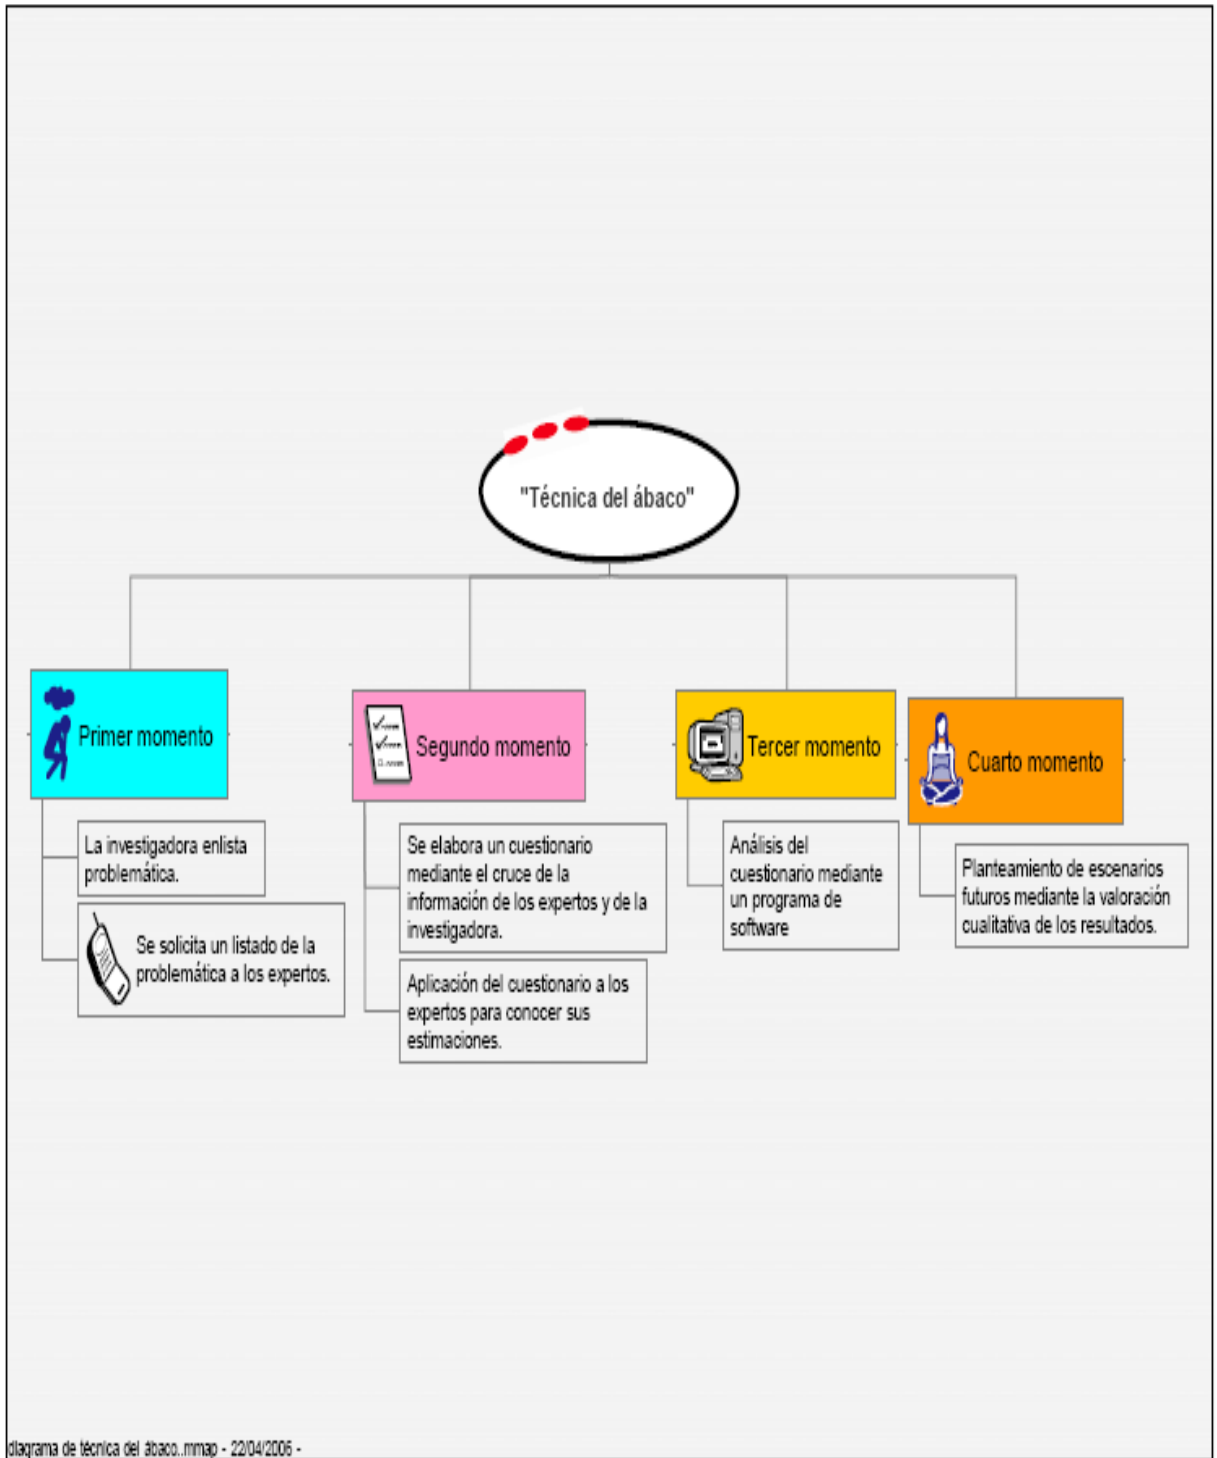 "Técnica del ábaco"
Primer momento
La investigadora enlista
problemática.
Se solicita un listado de la
problemática a los expertos.
Segundo momento
Se elabora un cuestionario
mediante el cruce de la
información de los expertos y de la
investigadora.
Aplicación del cuestionario a los
expertos para conocer sus
estimaciones.
Tercer momento
Análisis del
cuestionario mediante
un programa de
software
Cuarto momento
Planteamiento de escenarios
futuros mediante la valoración
cualitativa de los resultados.
diagrama de técnica del ábaco..mmap - 22/04/2006 -